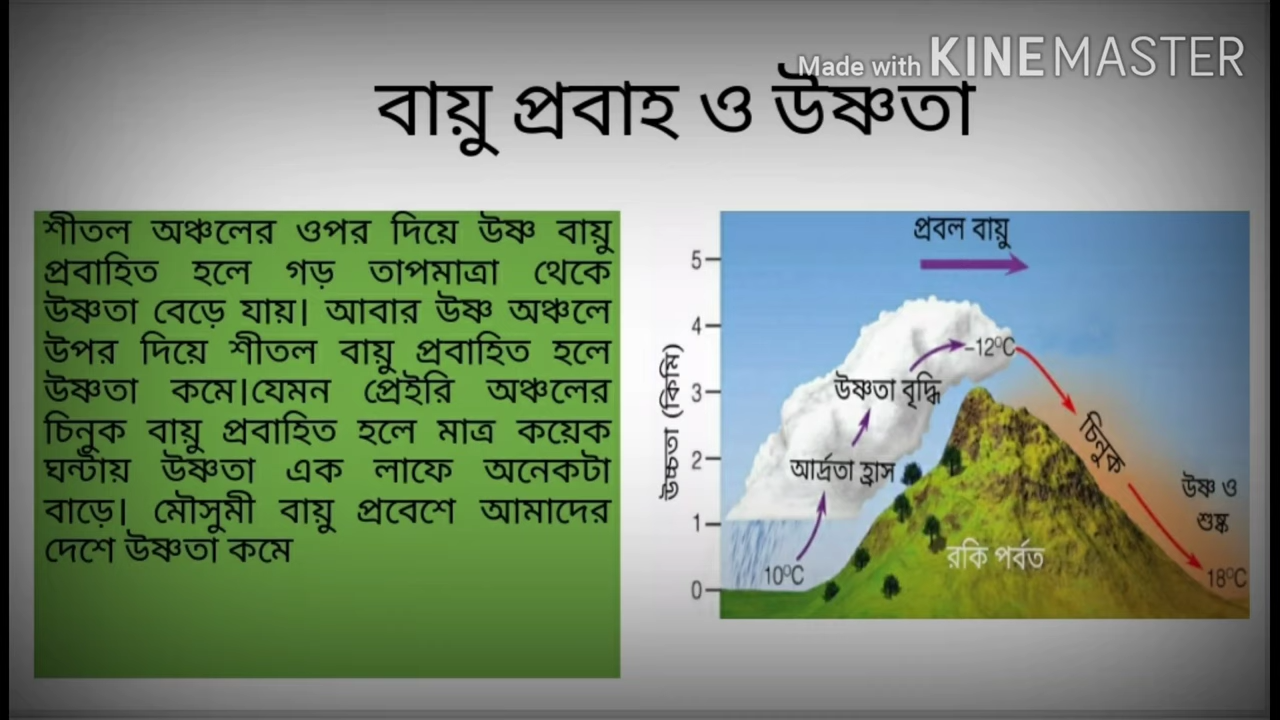 Made with KINEMASTER
বায়ু প্রবাহ ও উষ্ণতা
শীতল অঞ্চলের ওপর দিয়ে উষ্ণ বায়ু
প্রবাহিত হলে গড় তাপমাত্রা থেকে
উষ্ণতা বেড়ে যায়। আবার উষ্ণ অঞ্চলে
উপর দিয়ে শীতল বায়ু প্রবাহিত হলে
উষ্ণতা কমে।যেমন প্রেইরি অঞ্চলের
চিনুক বায়ু প্রবাহিত হলে মাত্র কয়েক
ঘন্টায় উষ্ণতা এক লাফে অনেকটা
বাড়ে। মৌসুমী বায়ু প্রবেশে আমাদের
দেশে উষ্ণতা কমে
প্রবল বায়ু
5
4
–12⁰C
উচ্চতা (কিমি)
3
উষ্ণতা বৃদ্ধি
চিনুক
2
আর্দ্রতা হ্রাস
উষ্ণ ও
শুষ্ক
1
রকি পর্বত
10⁰C
18⁰C
0